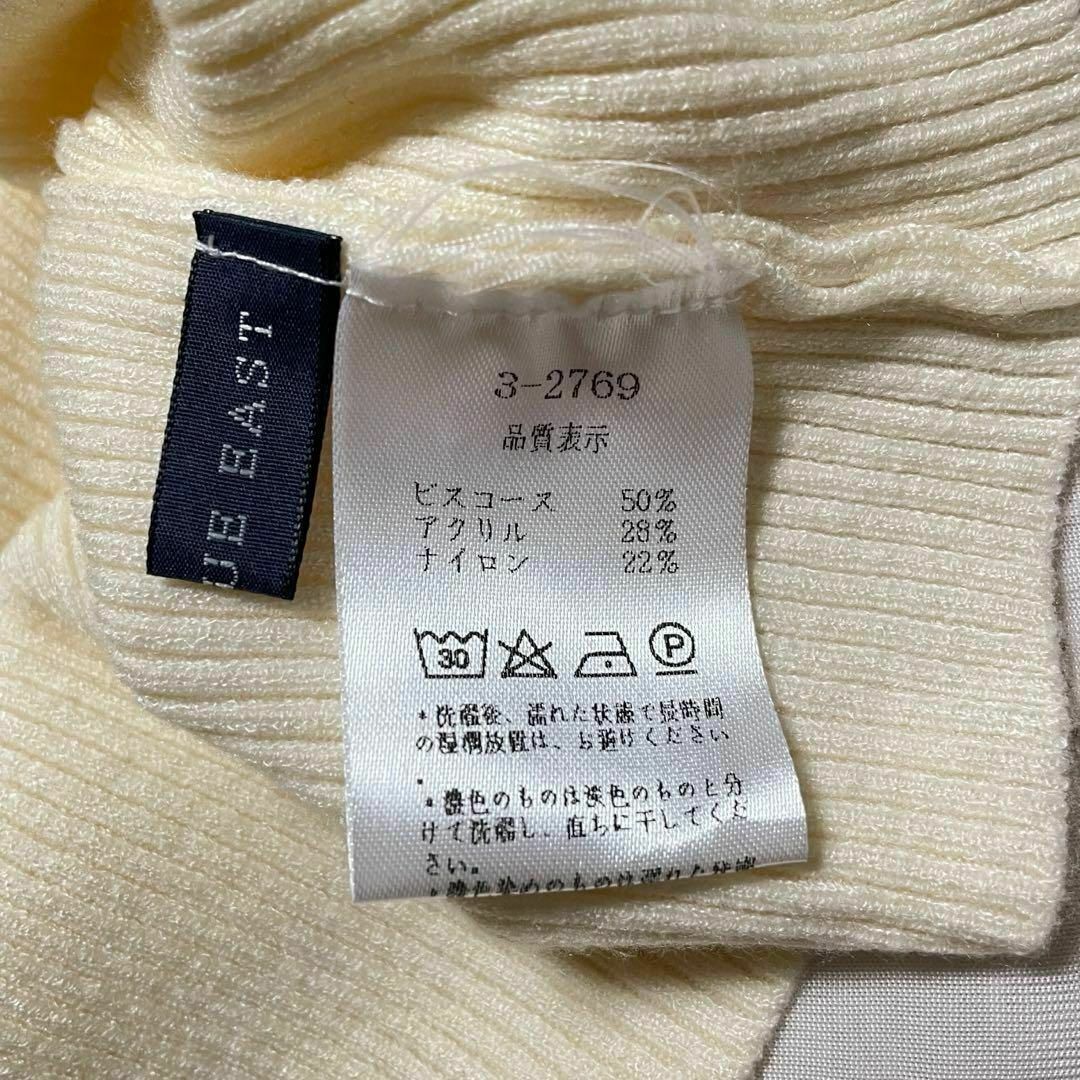 UE EAST
3-2769
品質表示
ビスコース 50%
アクリル 28%
ナイロン 22%
30 P
*洗濯後、濡れた状態で長時間
の湿潤放置は、お避けください
*濃色のものは淡色のものと分
けて洗濯し、直ちに干してくだ
さい。